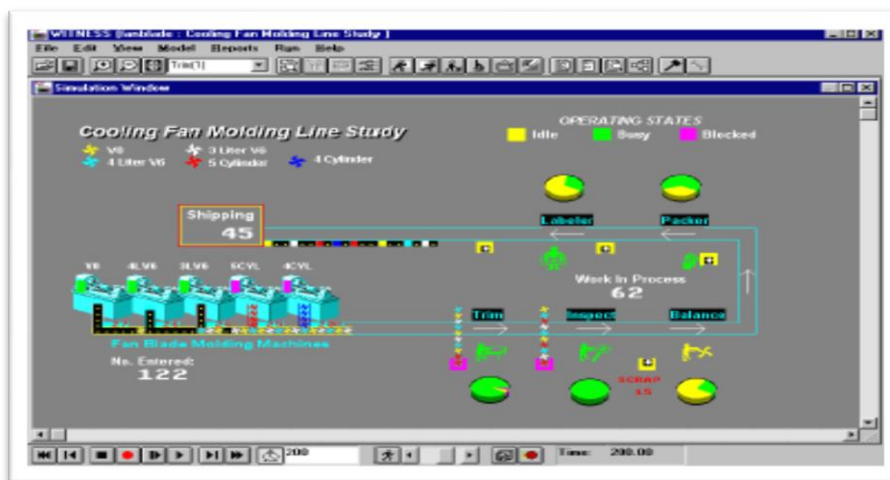 WITNESS (fanblade : Cooling Fan Molding Line Study )
File Edit View Model Reports Run Help
Trim(1)
Simulation Window
Cooling Fan Molding Line Study
V8 3 Liter V6 4 Cylinder
4 Liter V6 5 Cylinder
OPERATING STATES
Idle Busy Blocked
Shipping
45
Labeler Packer
V8 4LV6 3LV6 5CYL 4CYL
Work In Process
62
Trim Inspect Balance
Fan Blade Molding Machines
No. Entered:
122
SCRAP
15
200 Time: 200.00